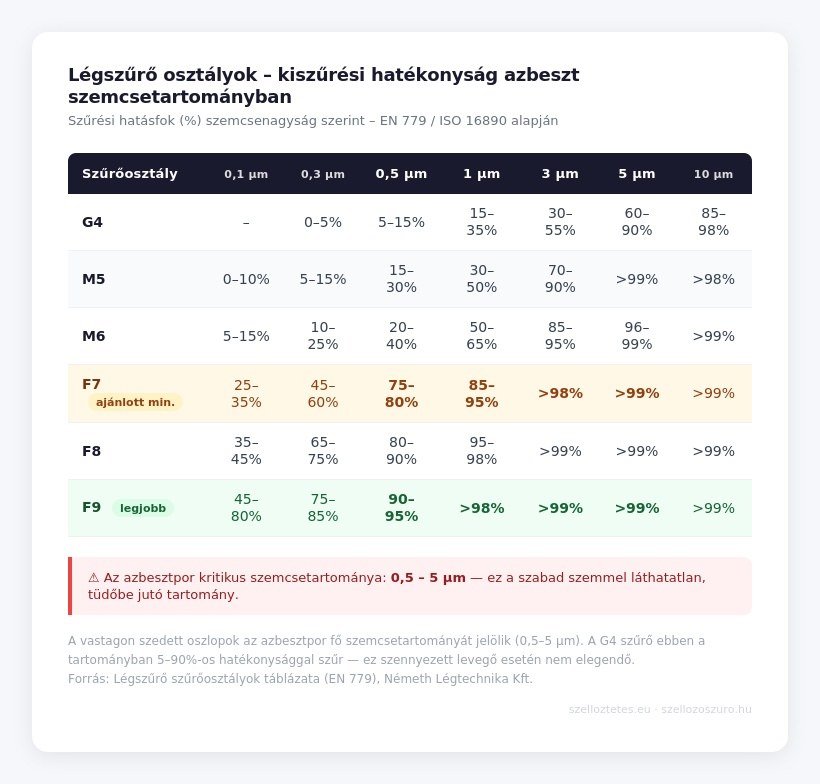 Légszűrő osztályok – kiszűrési hatékonyság azbeszt
szemcsetartományban
Szűrési hatásfok (%) szemcsenagyság szerint – EN 779 / ISO 16890 alapján
Szűrőosztály 0,1 µm 0,3 µm 0,5 µm 1 µm 3 µm 5 µm 10 µm
G4 – 0–5% 5–15% 15–35% 30–55% 60–90% 85–98%
M5 0–10% 5–15% 15–30% 30–50% 70–90% >99% >98%
M6 5–15% 10–25% 20–40% 50–65% 85–95% 96–99% >99%
F7 ajánlott min. 25–35% 45–60% 75–80% 85–95% >98% >99% >99%
F8 35–45% 65–75% 80–90% 95–98% >99% >99% >99%
F9 legjobb 45–80% 75–85% 90–95% >98% >99% >99% >99%
⚠ Az azbesztpor kritikus szemcsetartománya: 0,5 – 5 µm — ez a szabad szemmel láthatatlan,
tüdőbe jutó tartomány.
A vastagon szedett oszlopok az azbesztpor fő szemcsetartományát jelölik (0,5–5 µm). A G4 szűrő ebben a
tartományban 5–90%-os hatékonysággal szűr — ez szennyezett levegő esetén nem elegendő.
Forrás: Légszűrő szűrőosztályok táblázata (EN 779), Németh Légtechnika Kft.
szelloztetes.eu · szellozoszuro.hu